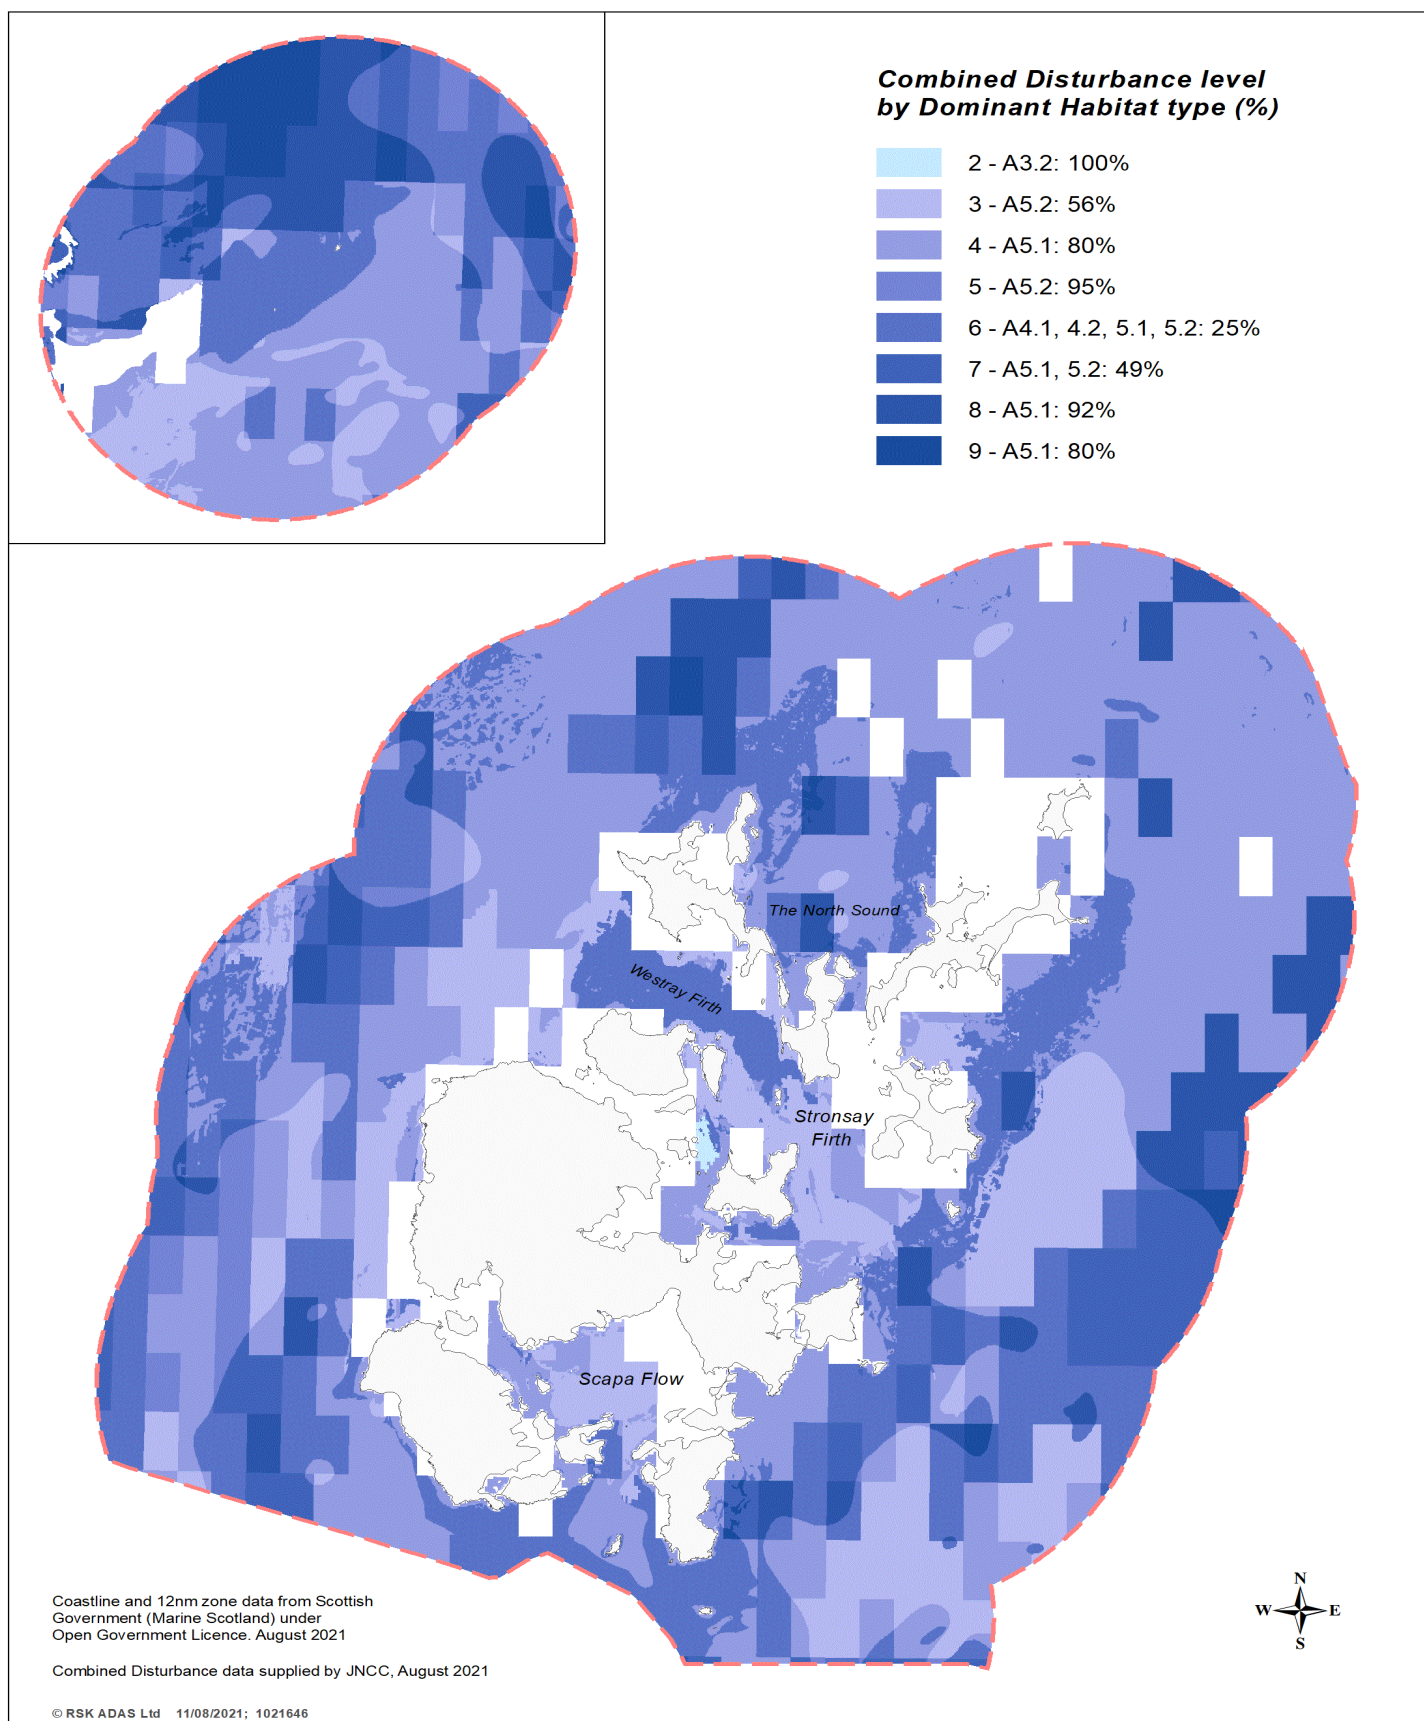 Combined Disturbance level
by Dominant Habitat type (%)
2 - A3.2: 100%
3 - A5.2: 56%
4 - A5.1: 80%
5 - A5.2: 95%
6 - A4.1, 4.2, 5.1, 5.2: 25%
7 - A5.1, 5.2: 49%
8 - A5.1: 92%
9 - A5.1: 80%
The North Sound
Westray Firth
Stronsay
Firth
Scapa Flow
N
W E
S
Coastline and 12nm zone data from Scottish
Government (Marine Scotland) under
Open Government Licence. August 2021
Combined Disturbance data supplied by JNCC, August 2021
© RSK ADAS Ltd 11/08/2021; 1021646